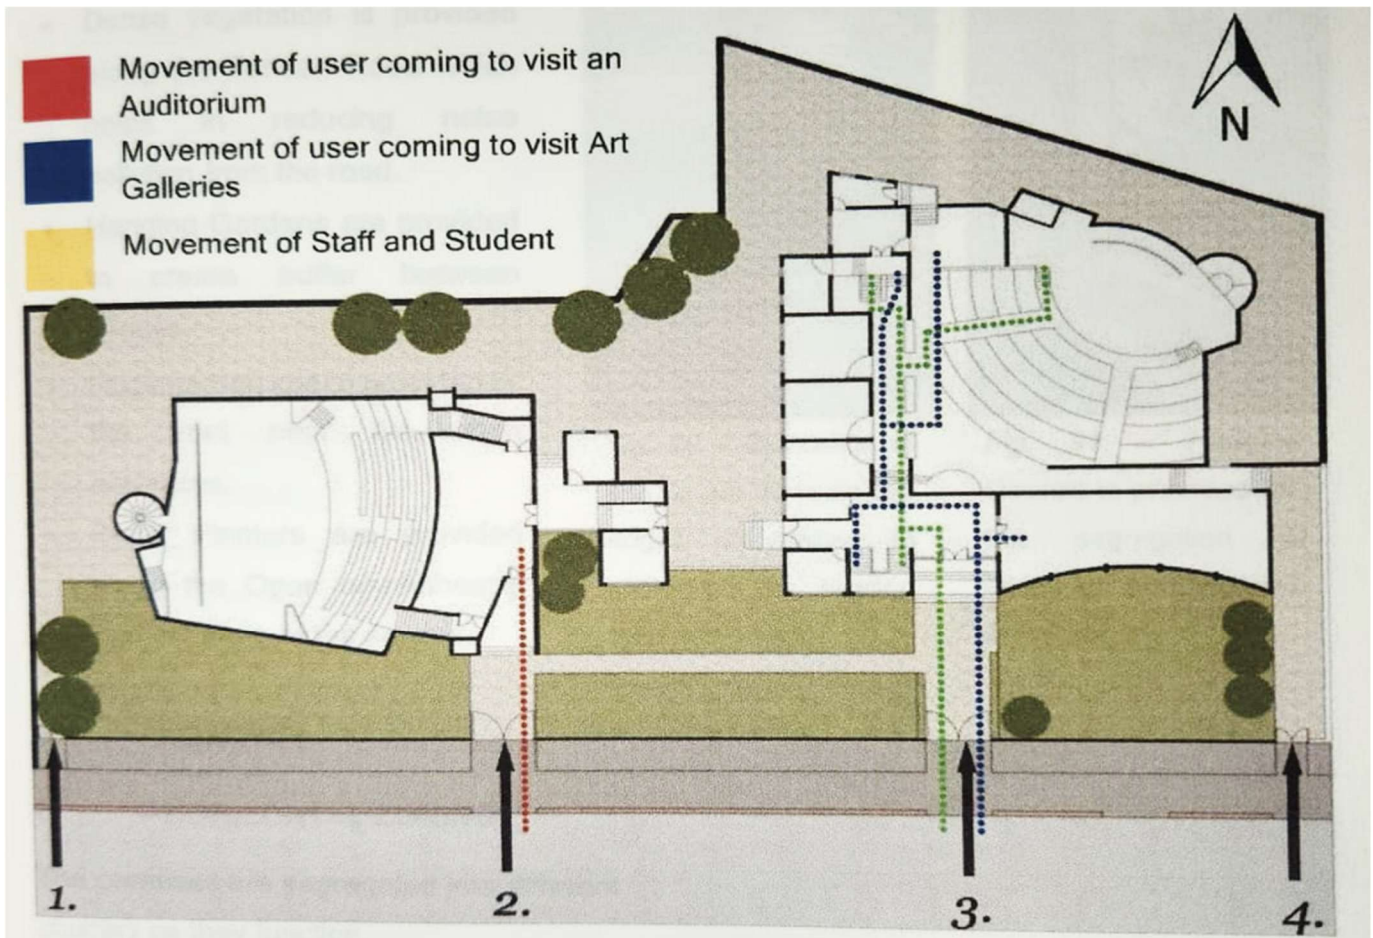 Movement of user coming to visit an
Auditorium
Movement of user coming to visit Art
Galleries
Movement of Staff and Student
N
1.
2.
3.
4.